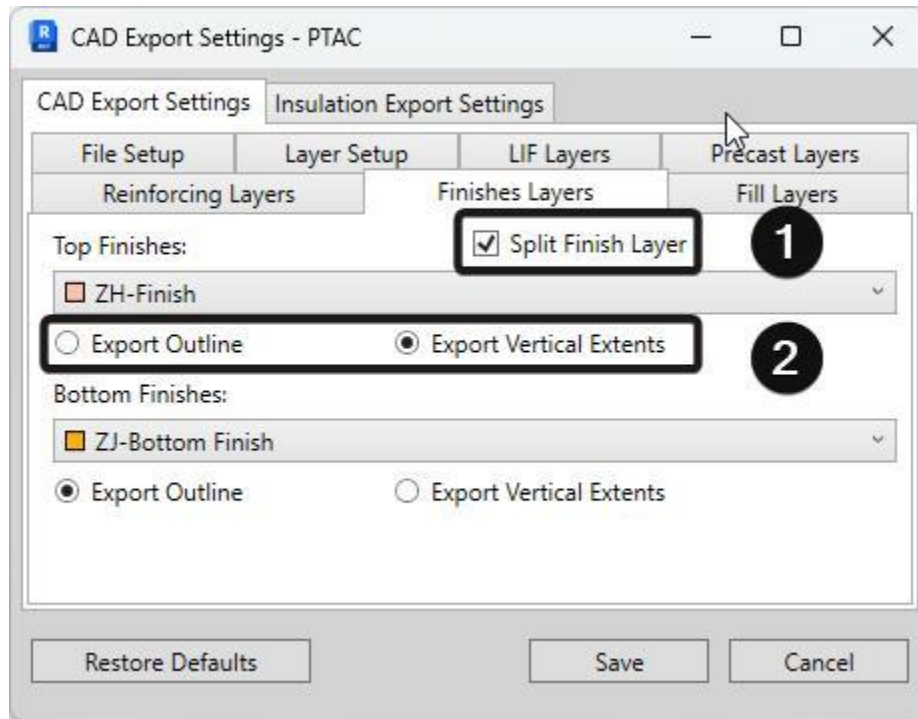 R
CAD Export Settings - PTAC
CAD Export Settings Insulation Export Settings
File Setup Layer Setup LIF Layers Precast Layers
Reinforcing Layers Finishes Layers Fill Layers
Top Finishes: Split Finish Layer 1
ZH-Finish
Export Outline Export Vertical Extents 2
Bottom Finishes:
ZJ-Bottom Finish
Export Outline Export Vertical Extents
Restore Defaults Save Cancel